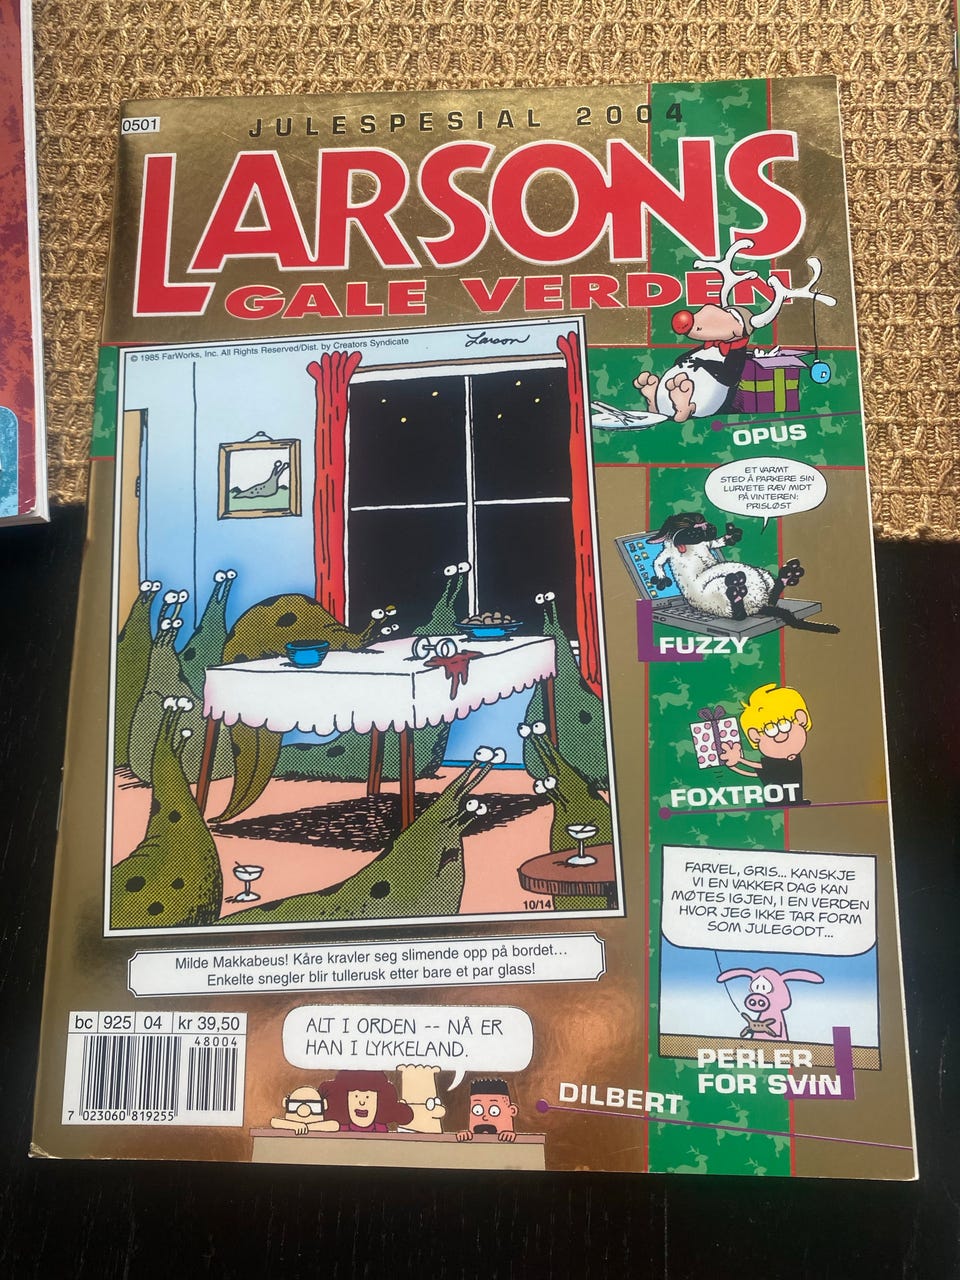 0501
JULESPESIAL 2004
LARSONS
GALE VERDEN
© 1985 FarWorks, Inc. All Rights Reserved/Dist. by Creators Syndicate
Larson
OPUS
ET VARMT
STED Å PARKERE SIN
LURVETE RÆV MIDT
PÅ VINTEREN:
PRISLØST
FUZZY
FOXTROT
FARVEL, GRIS... KANSKJE
VI EN VAKKER DAG KAN
MØTES IGJEN, I EN VERDEN
HVOR JEG IKKE TAR FORM
SOM JULEGODT...
PERLER
FOR SVIN
10/14
Milde Makkabeus! Kåre kravler seg slimende opp på bordet...
Enkelte snegler blir tullerusk etter bare et par glass!
bc 925 04 kr 39,50
48004
7 023060 819255
ALT I ORDEN -- NÅ ER
HAN I LYKKELAND.
DILBERT